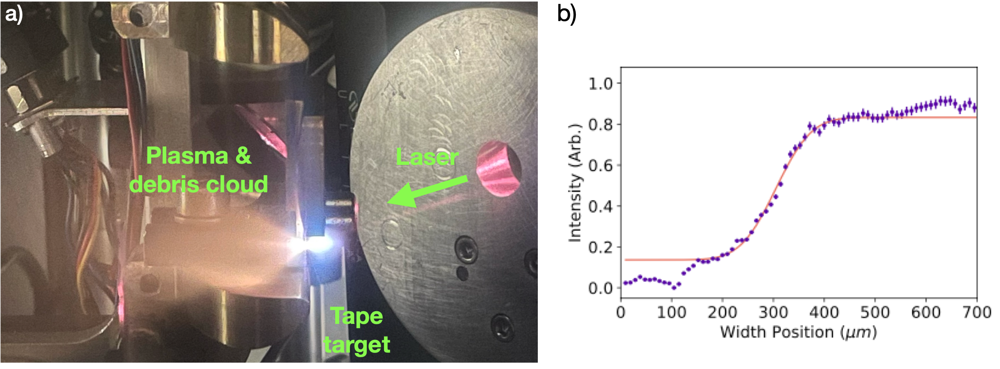 a)
Plasma &
debris cloud
Laser
Tape
target
b)
Intensity (Arb.)
1.0
0.8
0.6
0.4
0.2
0.0
0 100 200 300 400 500 600 700
Width Position (μm)